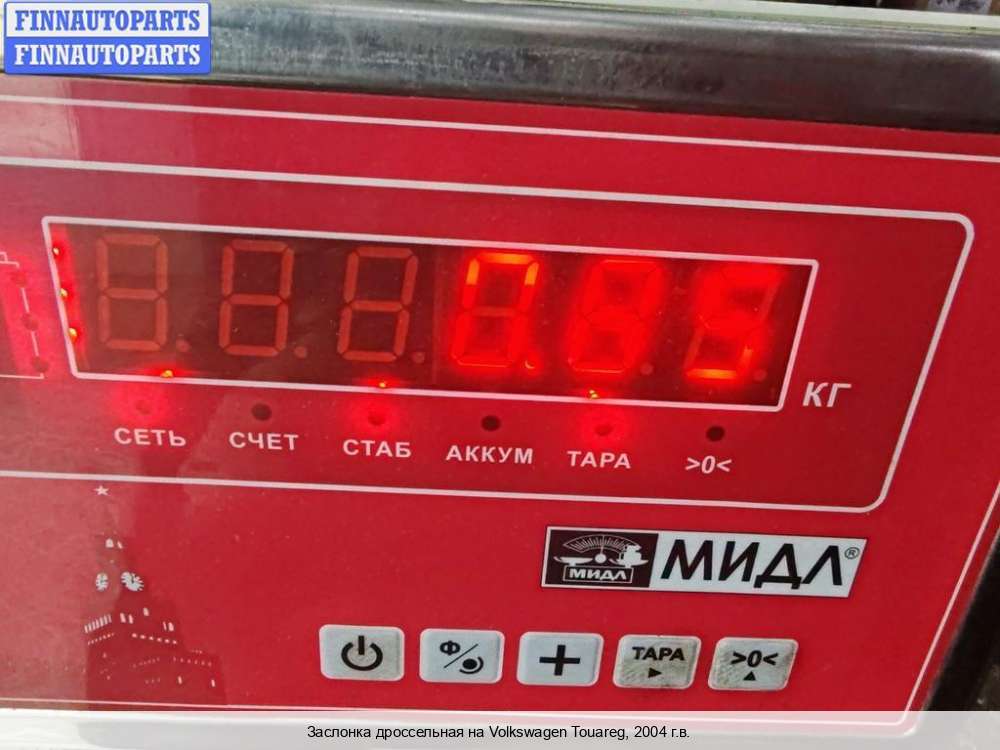 FINNAUTOPARTS
FINNAUTOPARTS
КГ
СЕТЬ СЧЕТ СТАБ АККУМ ТАРА >0<
МИДЛ МИДЛ®
Ф ТАРА >0<
Заслонка дроссельная на Volkswagen Touareg, 2004 г.в.